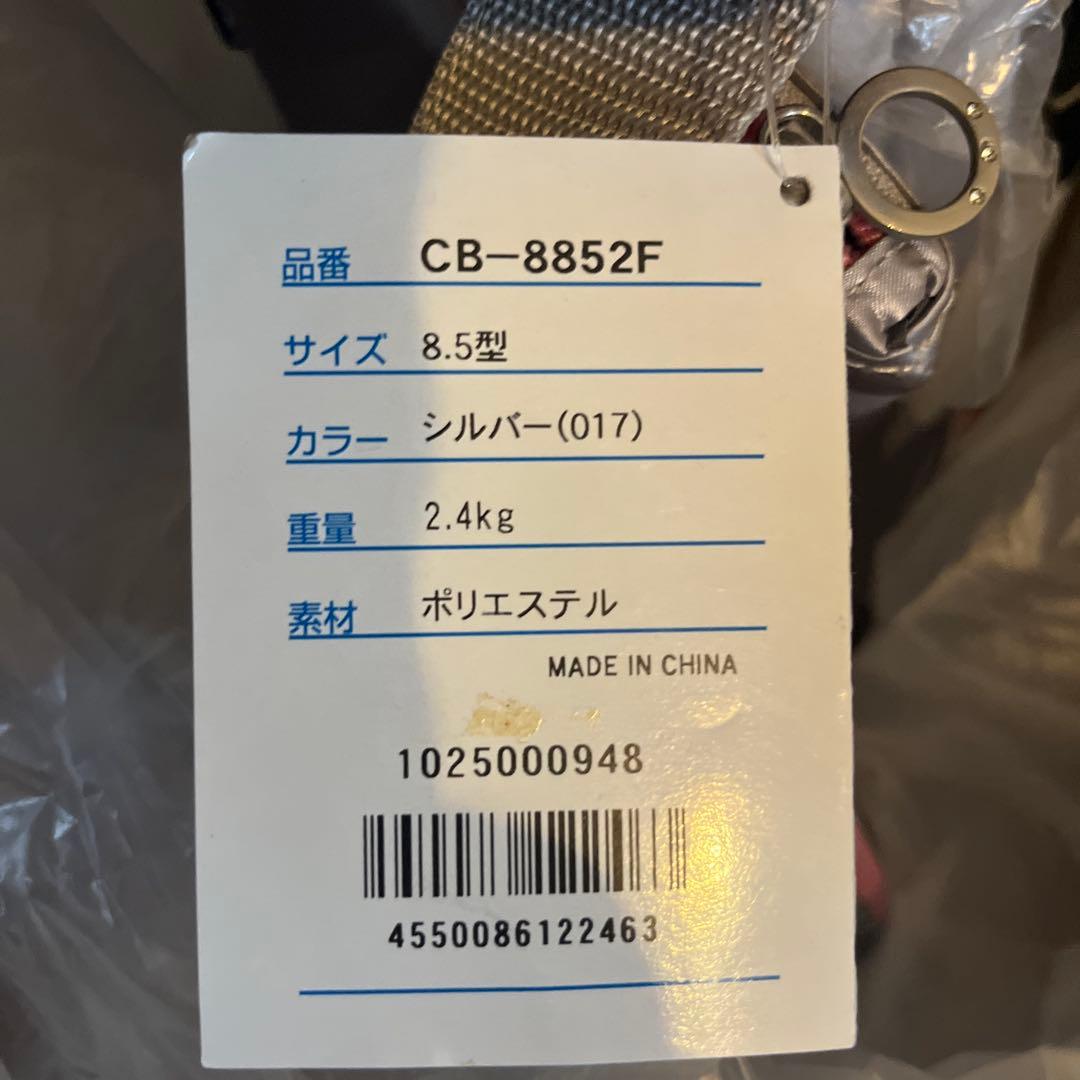 品番 CB-8852F
サイズ 8.5型
カラー シルバー(017)
重量 2.4kg
素材 ポリエステル
MADE IN CHINA
1025000948
4550086122463